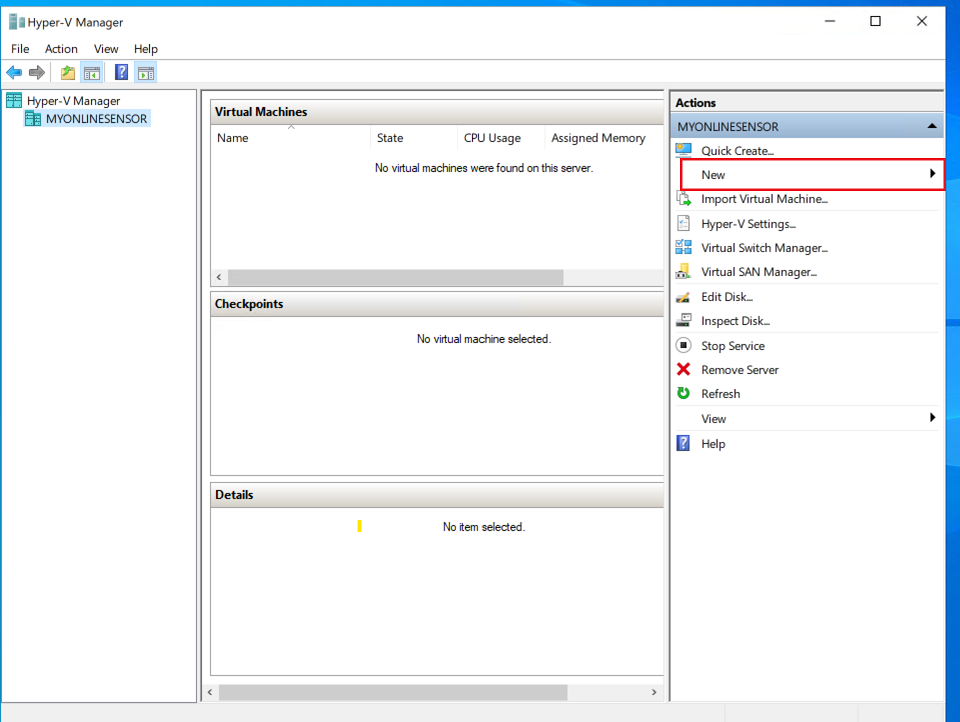 Hyper-V Manager
File Action View Help
Hyper-V Manager
MYONLINESENSOR
Virtual Machines
Name State CPU Usage Assigned Memory
No virtual machines were found on this server.
Checkpoints
No virtual machine selected.
Details
No item selected.
Actions
MYONLINESENSOR
Quick Create...
New
Import Virtual Machine...
Hyper-V Settings...
Virtual Switch Manager...
Virtual SAN Manager...
Edit Disk...
Inspect Disk...
Stop Service
Remove Server
Refresh
View
Help